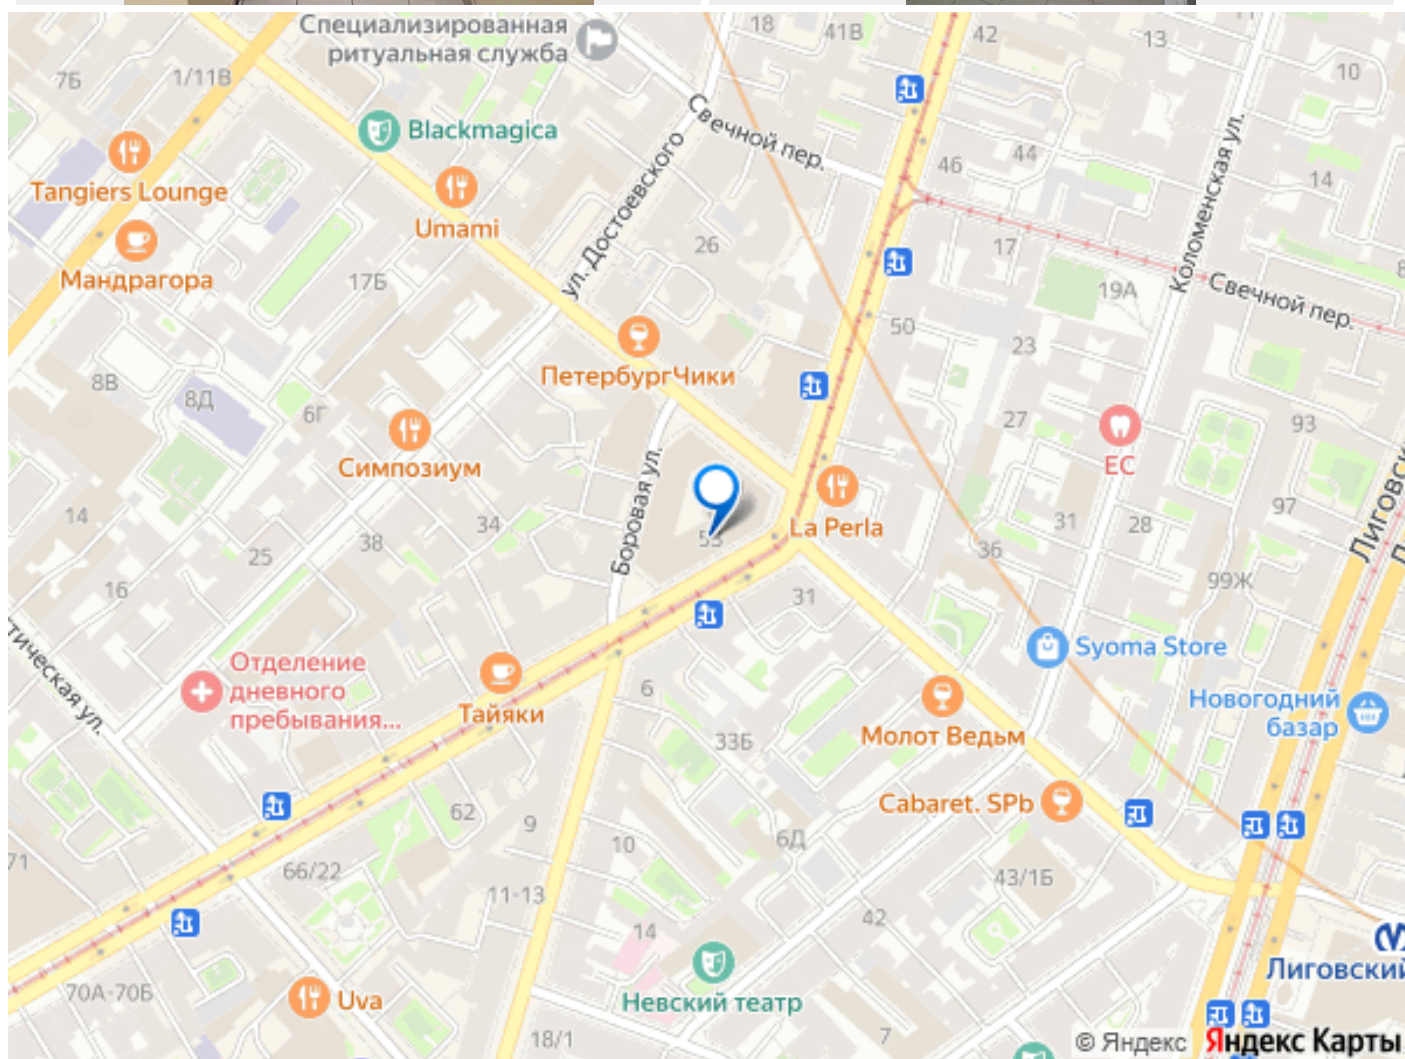 Специализированная
ритуальная служба
18
41В
42
13
10
7Б
1/11В
Blackmagica
Свечной пер.
46
44
14
Tangiers Lounge
Umami
ул. Достоевского
26
17
Коломенская ул.
Мандрагора
17Б
19А
Свечной пер.
8
50
23
ПетербургЧики
8В
8Д
6Г
27
93
Симпозиум
ЕС
Боровая ул.
La Perla
97
14
34
31
28
Лиговс
25
38
53
36
16
31
99Ж
тическая ул.
Отделение
дневного
пребывания...
6
Syoma Store
Новогодний
базар
Тайяки
33Б
Молот Ведьм
Cabaret. SPb
62
9
10
6Д
71
66/22
11-13
43/1Б
42
14
Лиговский
70А-70Б
Uva
Невский театр
18/1
7
© Яндекс Яндекс Карты